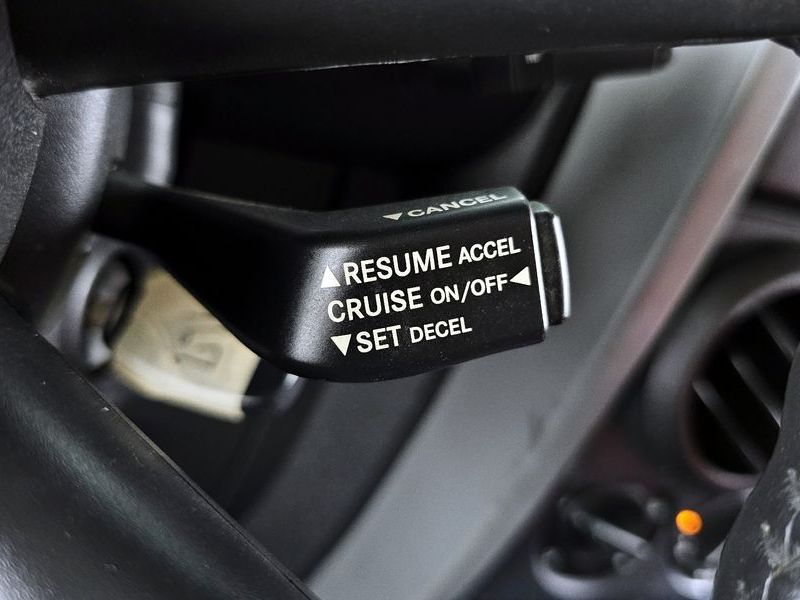 ▼CANCEL
▲RESUME ACCEL
CRUISE ON/OFF◀
▼SET DECEL